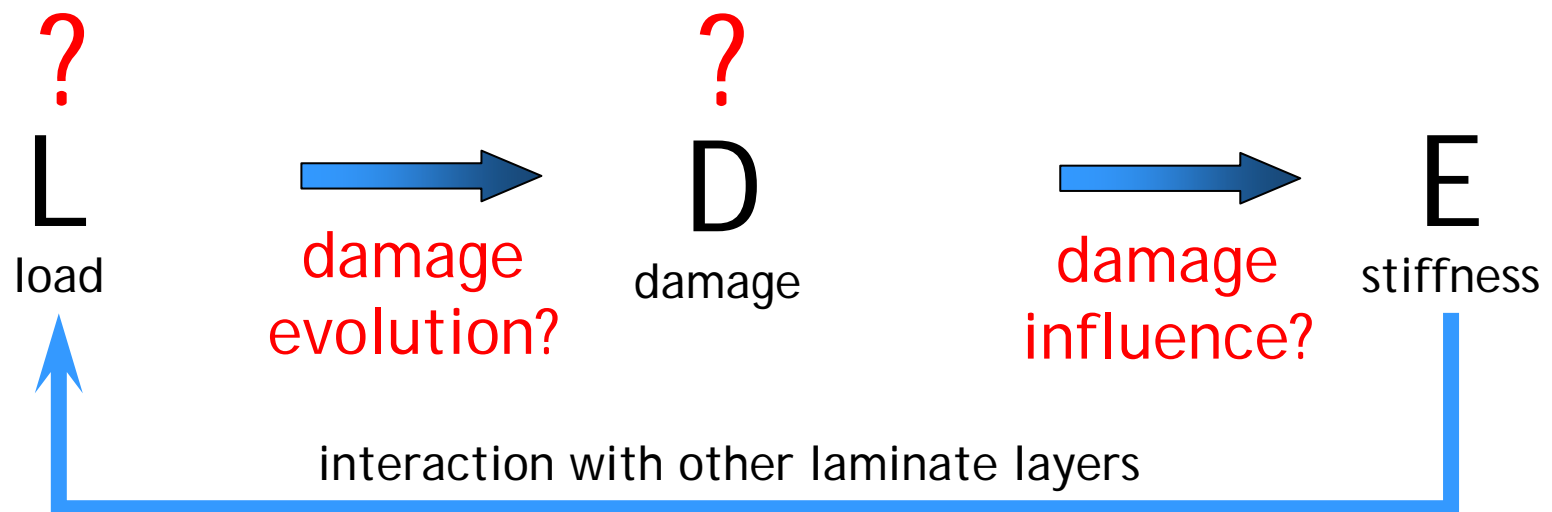 ?
L
load
damage
evolution?
?
D
damage
damage
influence?
E
stiffness
interaction with other laminate layers